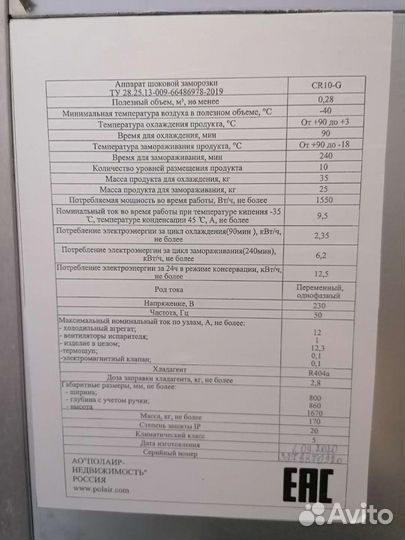 Аппарат шоковой заморозки
ТУ 28.25.13-009-66486978-2019
CR10-G
Полезный объем, м³, но менее
0,28
Минимальная температура воздуха в полезном объеме, °С
-40
Температура охлаждения продукта, °С
От +90 до +3
Время для охлаждения, мин
90
Температура замораживания продукта, °С
От +90 до -18
Время для замораживания, мин
240
Количество уровней размещения продукта
10
Масса продукта для охлаждения, кг
35
Масса продукта для замораживания, кг
25
Потребляемая мощность во время работы, Вт/ч, не более
1550
Номинальный ток во время работы при температуре кипения -35
°С, температуре конденсации 45 °С, А, не более
9,5
Потребление электроэнергии за цикл охлаждения(90мин ), кВт/ч,
не более
2,35
Потребление электроэнергии за цикл замораживания(240мин),
кВт/ч, не более
6,2
Потребление электроэнергии за 24ч в режиме консервации, кВт/ч,
не более
12,5
Род тока
Переменный,
однофазный
Напряжение, В
230
Частота, Гц
50
Максимальный номинальный ток по узлам, А, не более:
- холодильный агрегат;
12
- вентиляторы испарителя;
1
- изделие в целом;
12,3
-термощуп;
0,1
-электромагнитный клапан;
0,1
Хладагент
R404a
Доза заправки хладагента, кг, не более
2,8
Габаритные размеры, мм, не более:
- ширина;
800
- глубина с учетом ручки;
860
- высота
1670
Масса, кг, не более
170
Степень защиты IP
20
Климатический класс
5
Дата изготовления
Серийный номер
АО"ПОЛАИР-
НЕДВИЖИМОСТЬ"
РОССИЯ
www.polair.com
ЕАС
Avito